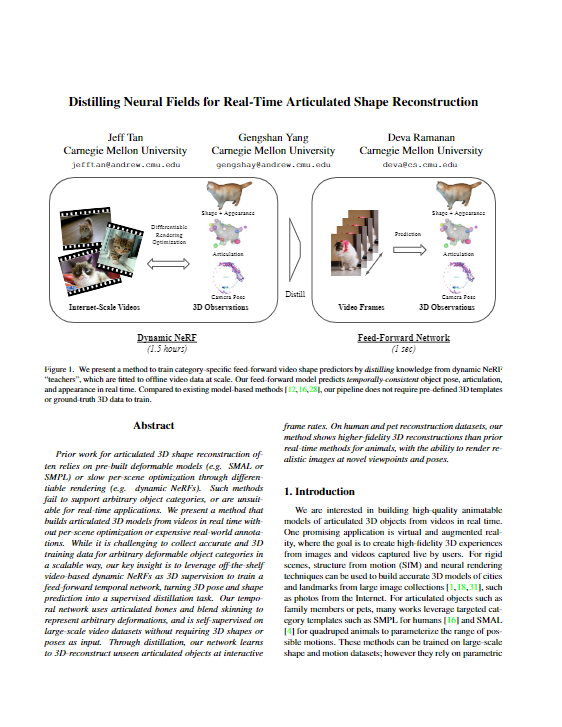 Distilling Neural Fields for Real-Time Articulated Shape Reconstruction
Jeff Tan
Carnegie Mellon University
jefftan@andrew.cmu.edu
Gengshan Yang
Carnegie Mellon University
gengshay@andrew.cmu.edu
Deva Ramanan
Carnegie Mellon University
deva@cs.cmu.edu
Internet-Scale Videos
Differentiable
Rendering
Optimization
Shape + Appearance
Articulation
Camera Pose
3D Observations
Distill
Video Frames
Prediction
Shape + Appearance
Articulation
Camera Pose
3D Observations
Dynamic NeRF
(1.5 hours)
Feed-Forward Network
(1 sec)
Figure 1. We present a method to train category-specific feed-forward video shape predictors by distilling knowledge from dynamic NeRF
"teachers", which are fitted to offline video data at scale. Our feed-forward model predicts temporally-consistent object pose, articulation,
and appearance in real time. Compared to existing model-based methods [12, 16, 28], our pipeline does not require pre-defined 3D templates
or ground-truth 3D data to train.
Abstract
Prior work for articulated 3D shape reconstruction of-
ten relies on pre-built deformable models (e.g. SMAL or
SMPL) or slow per-scene optimization through differen-
tiable rendering (e.g. dynamic NeRFs). Such methods
fail to support arbitrary object categories, or are unsuit-
able for real-time applications. We present a method that
builds articulated 3D models from videos in real time with-
out per-scene optimization or expensive real-world annota-
tions. While it is challenging to collect accurate and 3D
training data for arbitrary deformable object categories in
a scalable way, our key insight is to leverage off-the-shelf
video-based dynamic NeRFs as 3D supervision to train a
feed-forward temporal network, turning 3D pose and shape
prediction into a supervised distillation task. Our tempo-
ral network uses articulated bones and blend skinning to
represent arbitrary deformations, and is self-supervised on
large-scale video datasets without requiring 3D shapes or
poses as input. Through distillation, our network learns
to 3D-reconstruct unseen articulated objects at interactive
frame rates. On human and pet reconstruction datasets, our
method shows higher-fidelity 3D reconstructions than prior
real-time methods for animals, with the ability to render re-
alistic images at novel viewpoints and poses.
1. Introduction
We are interested in building high-quality animatable
models of articulated 3D objects from videos in real time.
One promising application is virtual and augmented real-
ity, where the goal is to create high-fidelity 3D experiences
from images and videos captured live by users. For rigid
scenes, structure from motion (SfM) and neural rendering
techniques can be used to build accurate 3D models of cities
and landmarks from large image collections [1, 18, 31], such
as photos from the Internet. For articulated objects such as
family members or pets, many works leverage targeted cat-
egory templates such as SMPL for humans [16] and SMAL
[4] for quadruped animals to parameterize the range of pos-
sible motions. These methods can be trained on large-scale
shape and motion datasets; however they rely on parametric